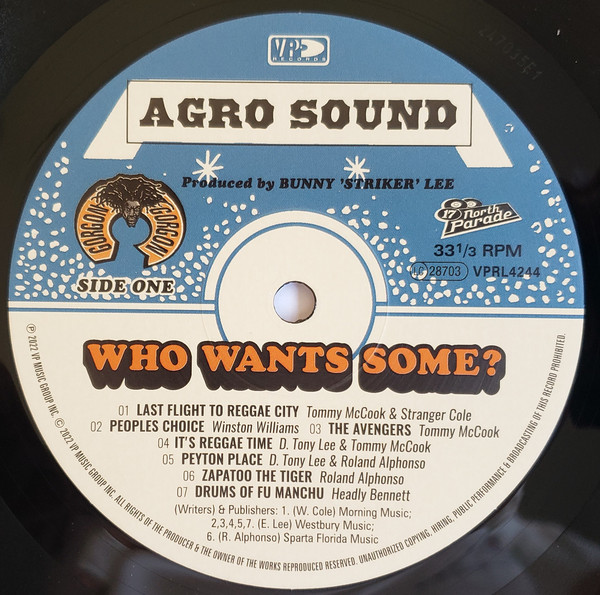 VP
RECORDS
AGRO SOUND
Produced by BUNNY 'STRIKER' LEE
GORGON GORGON
17 North
Parade
SIDE ONE
33 1/3 RPM
LC 28703 VPRL4244
WHO WANTS SOME?
01 LAST FLIGHT TO REGGAE CITY Tommy McCook & Stranger Cole
02 PEOPLES CHOICE Winston Williams 03 THE AVENGERS Tommy McCook
04 IT'S REGGAE TIME D. Tony Lee & Tommy McCook
05 PEYTON PLACE D. Tony Lee & Roland Alphonso
06 ZAPATOO THE TIGER Roland Alphonso
07 DRUMS OF FU MANCHU Headly Bennett
(Writers) & Publishers: 1. (W. Cole) Morning Music;
2,3,4,5,7. (E. Lee) Westbury Music;
6. (R. Alphonso) Sparta Florida Music
℗ 2022 VP MUSIC GROUP INC. © 2022 VP MUSIC GROUP INC. ALL RIGHTS OF THE PRODUCER & THE OWNER OF THE WORKS REPRODUCED RESERVED. UNAUTHORIZED COPYING, HIRING, PUBLIC PERFORMANCE & BROADCASTING OF THIS RECORD PROHIBITED.